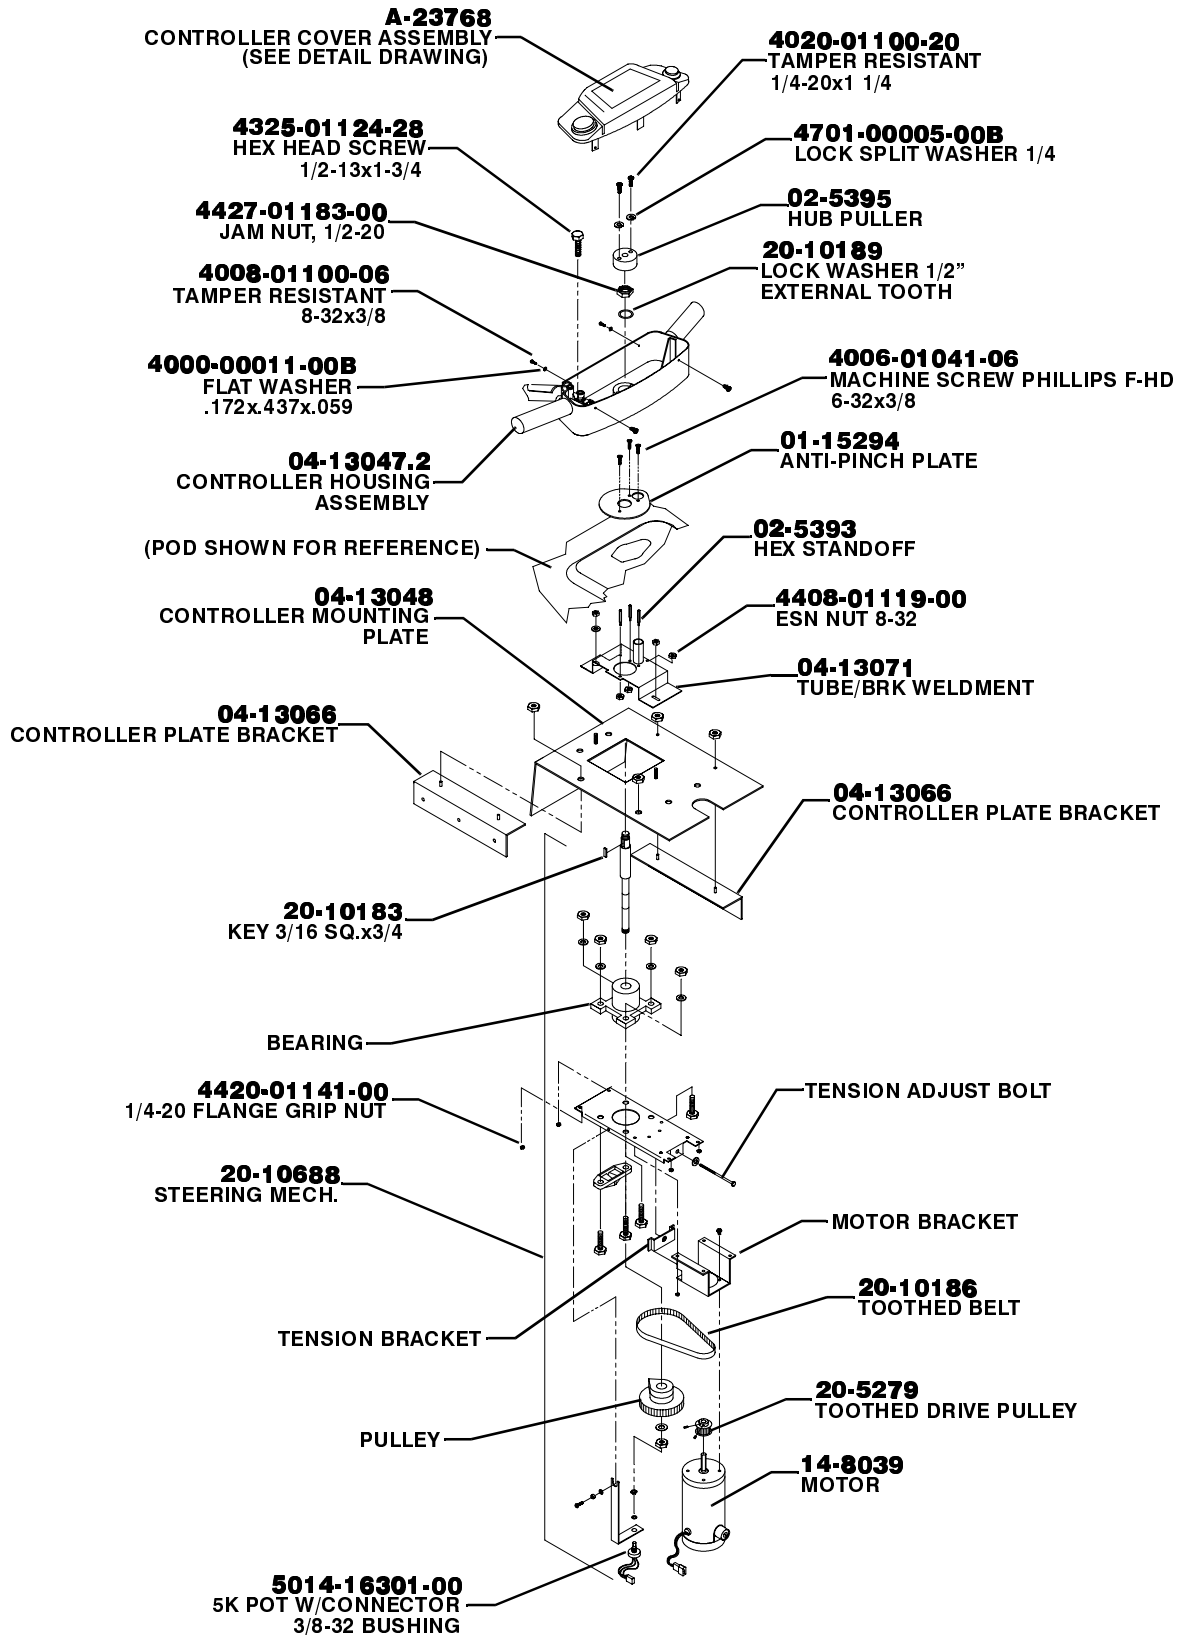 A-23768
CONTROLLER COVER ASSEMBLY
(SEE DETAIL DRAWING)
4020-01100-20
TAMPER RESISTANT
1/4-20x1 1/4
4325-01124-28
HEX HEAD SCREW
1/2-13x1-3/4
4701-00005-00B
LOCK SPLIT WASHER 1/4
02-5395
HUB PULLER
4427-01183-00
JAM NUT, 1/2-20
20-10189
LOCK WASHER 1/2”
EXTERNAL TOOTH
4008-01100-06
TAMPER RESISTANT
8-32x3/8
4000-00011-00B
FLAT WASHER
.172x.437x.059
4006-01041-06
MACHINE SCREW PHILLIPS F-HD
6-32x3/8
01-15294
ANTI-PINCH PLATE
04-13047.2
CONTROLLER HOUSING
ASSEMBLY
02-5393
HEX STANDOFF
(POD SHOWN FOR REFERENCE)
04-13048
CONTROLLER MOUNTING
PLATE
4408-01119-00
ESN NUT 8-32
04-13071
TUBE/BRK WELDMENT
04-13066
CONTROLLER PLATE BRACKET
04-13066
CONTROLLER PLATE BRACKET
20-10183
KEY 3/16 SQ.x3/4
BEARING
4420-01141-00
1/4-20 FLANGE GRIP NUT
TENSION ADJUST BOLT
20-10688
STEERING MECH.
MOTOR BRACKET
20-10186
TOOTHED BELT
TENSION BRACKET
20-5279
TOOTHED DRIVE PULLEY
PULLEY
14-8039
MOTOR
5014-16301-00
5K POT W/CONNECTOR
3/8-32 BUSHING